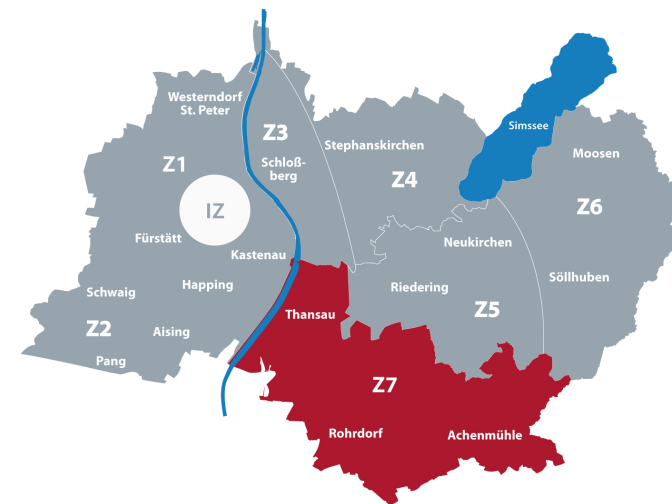 Westerndorf
St. Peter
Z1
IZ
Fürstätt
Kastenau
Happing
Schwaig
Z2
Aising
Pang
Z3
Schloß-
berg
Stephanskirchen
Z4
Simssee
Moosen
Z6
Neukirchen
Söllhuben
Riedering
Z5
Thansau
Z7
Rohrdorf
Achenmühle